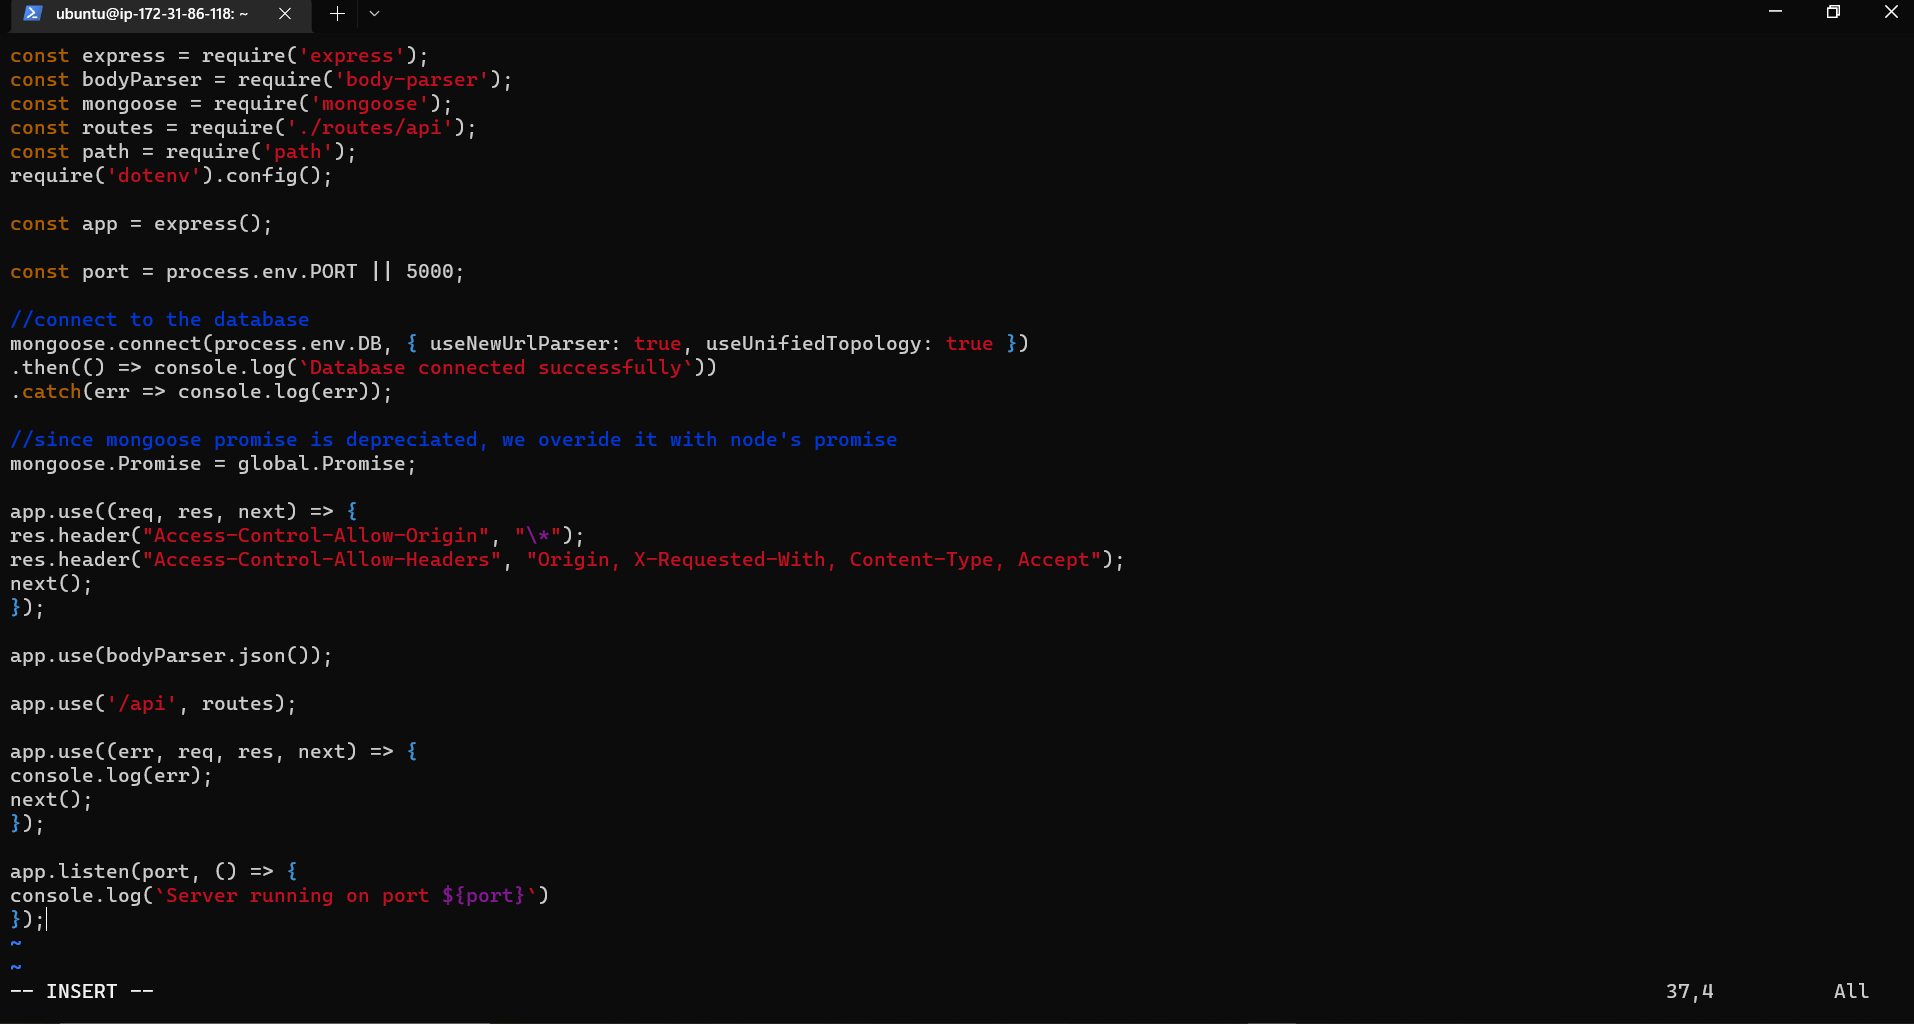 ubuntu@ip-172-31-86-118: ~
const express = require('express');
const bodyParser = require('body-parser');
const mongoose = require('mongoose');
const routes = require('./routes/api');
const path = require('path');
require('dotenv').config();
const app = express();
const port = process.env.PORT || 5000;
//connect to the database
mongoose.connect(process.env.DB, { useNewUrlParser: true, useUnifiedTopology: true })
.then(() => console.log(`Database connected successfully`))
.catch(err => console.log(err));
//since mongoose promise is depreciated, we overide it with node's promise
mongoose.Promise = global.Promise;
app.use((req, res, next) => {
res.header("Access-Control-Allow-Origin", "\*");
res.header("Access-Control-Allow-Headers", "Origin, X-Requested-With, Content-Type, Accept");
next();
});
app.use(bodyParser.json());
app.use('/api', routes);
app.use((err, req, res, next) => {
console.log(err);
next();
});
app.listen(port, () => {
console.log(`Server running on port ${port}`)
});
~
~
-- INSERT -- 37,4 All